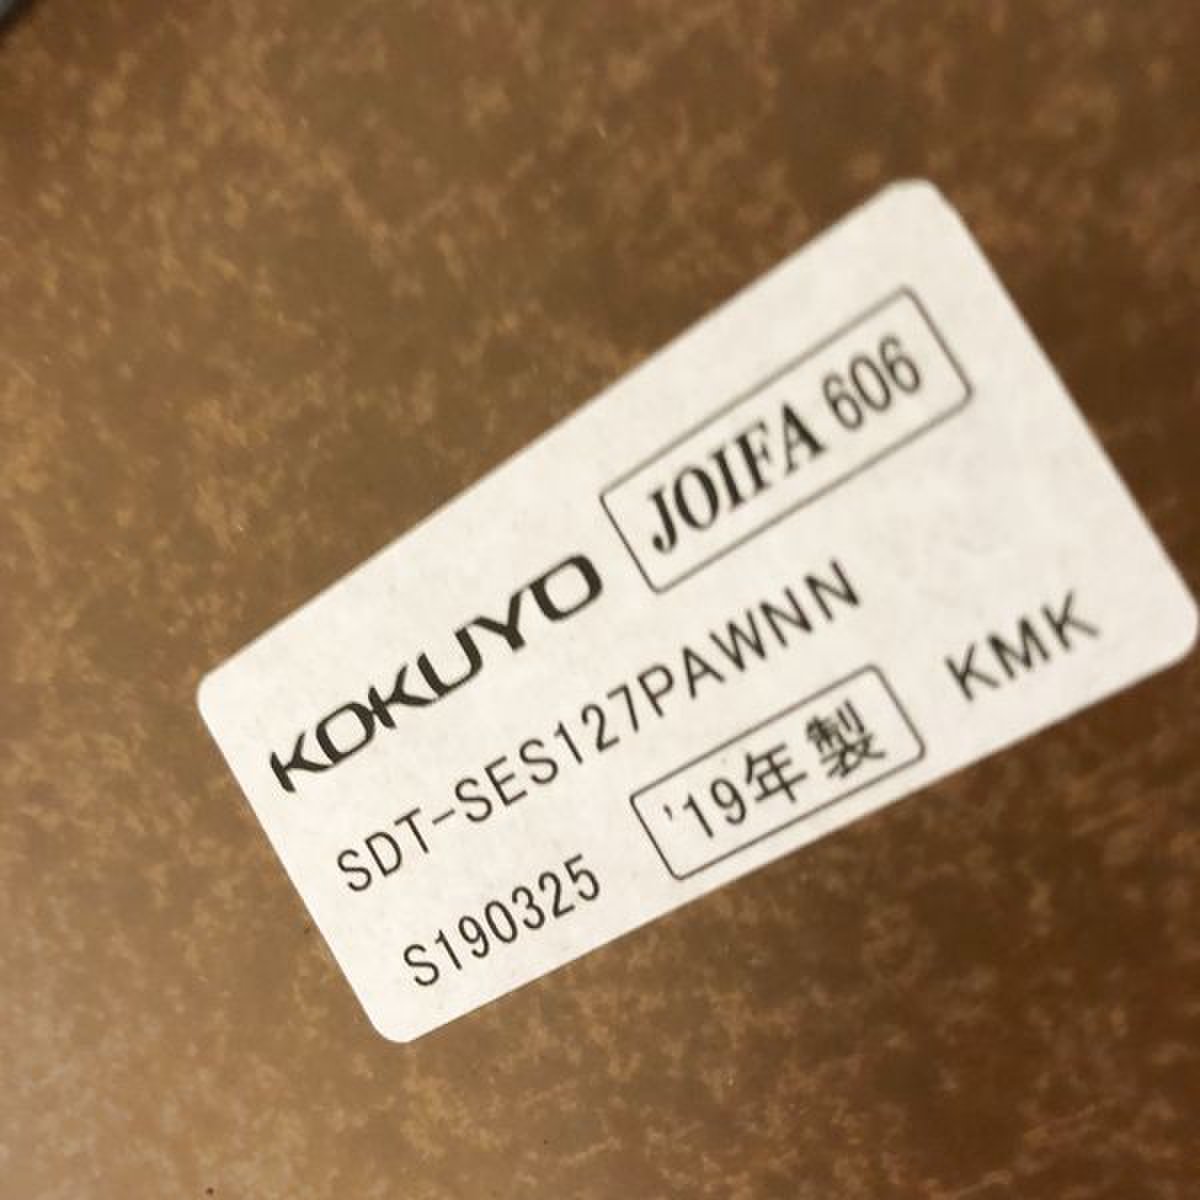 KOKUYO JOIFA 606
SDT-SES127PAWNN
S190325 '19年製 KMK